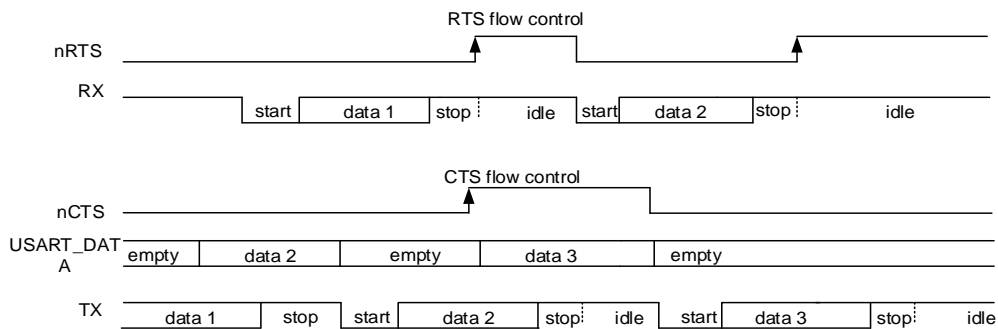 RTS flow control
nRTS
RX
start data 1 stop idle start data 2 stop idle
CTS flow control
nCTS
USART_DAT
A
empty data 2 empty data 3 empty
TX
data 1 stop start data 2 stop idle start data 3 stop idle